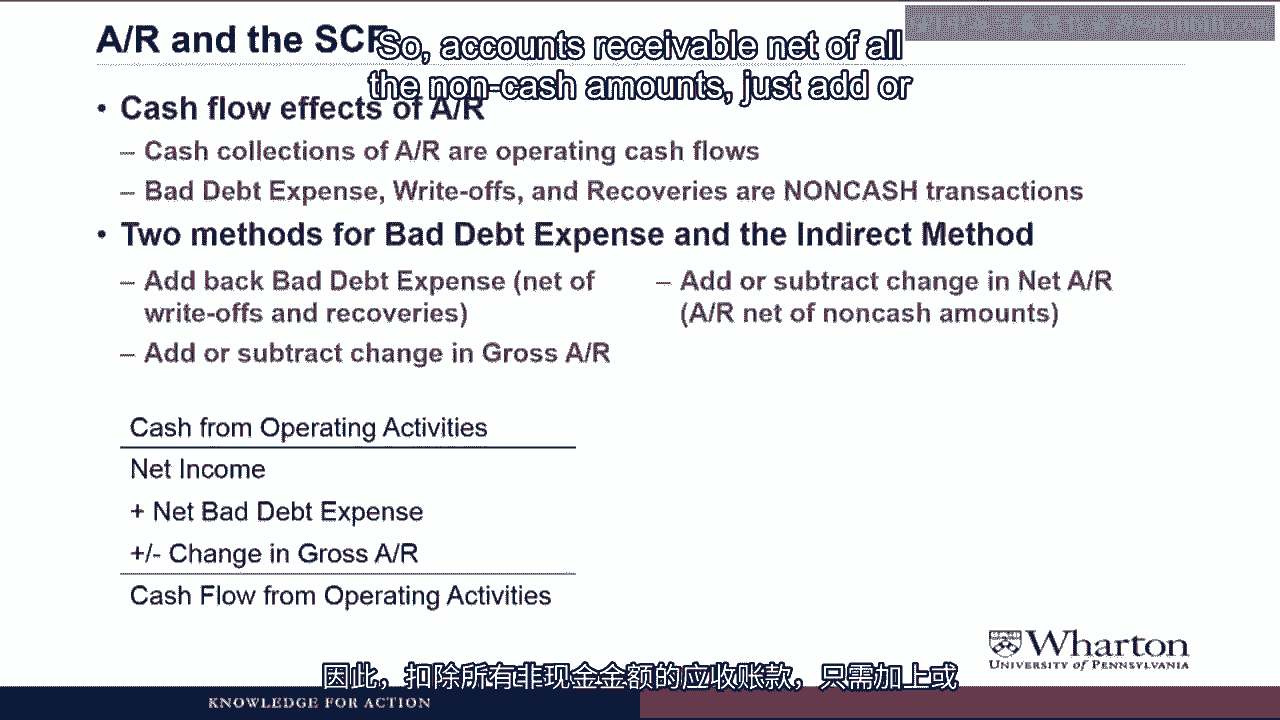 A/R and the SCF
So, accounts receivable net of all
the non-cash amounts, just add or
• Cash flow effects of A/R
– Cash collections of A/R are operating cash flows
– Bad Debt Expense, Write-offs, and Recoveries are NONCASH transactions
• Two methods for Bad Debt Expense and the Indirect Method
– Add back Bad Debt Expense (net of
write-offs and recoveries)
– Add or subtract change in Gross A/R
– Add or subtract change in Net A/R
(A/R net of noncash amounts)
Cash from Operating Activities
Net Income
+ Net Bad Debt Expense
+/- Change in Gross A/R
Cash Flow from Operating Activities
Wharton
UNIVERSITY of PENNSYLVANIA
因此，扣除所有非现金金额的应收账款，只需加上或
KNOWLEDGE FOR ACTION